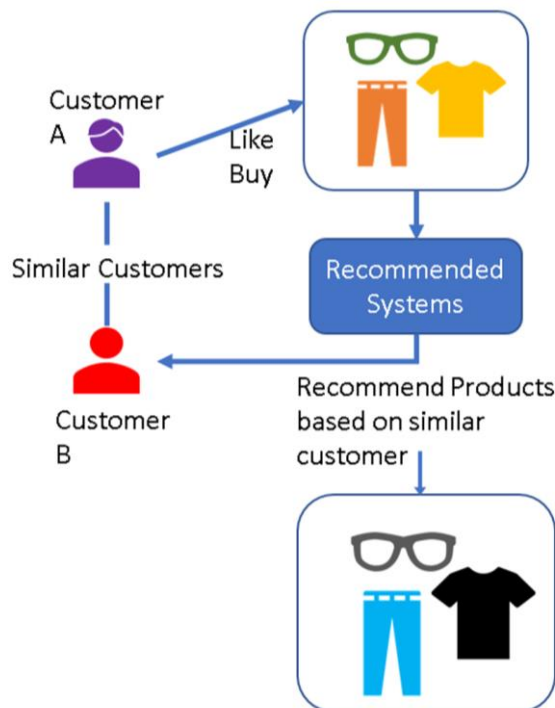 Customer
A
Like
Buy
Similar Customers
Recommended
Systems
Customer
B
Recommend Products
based on similar
customer